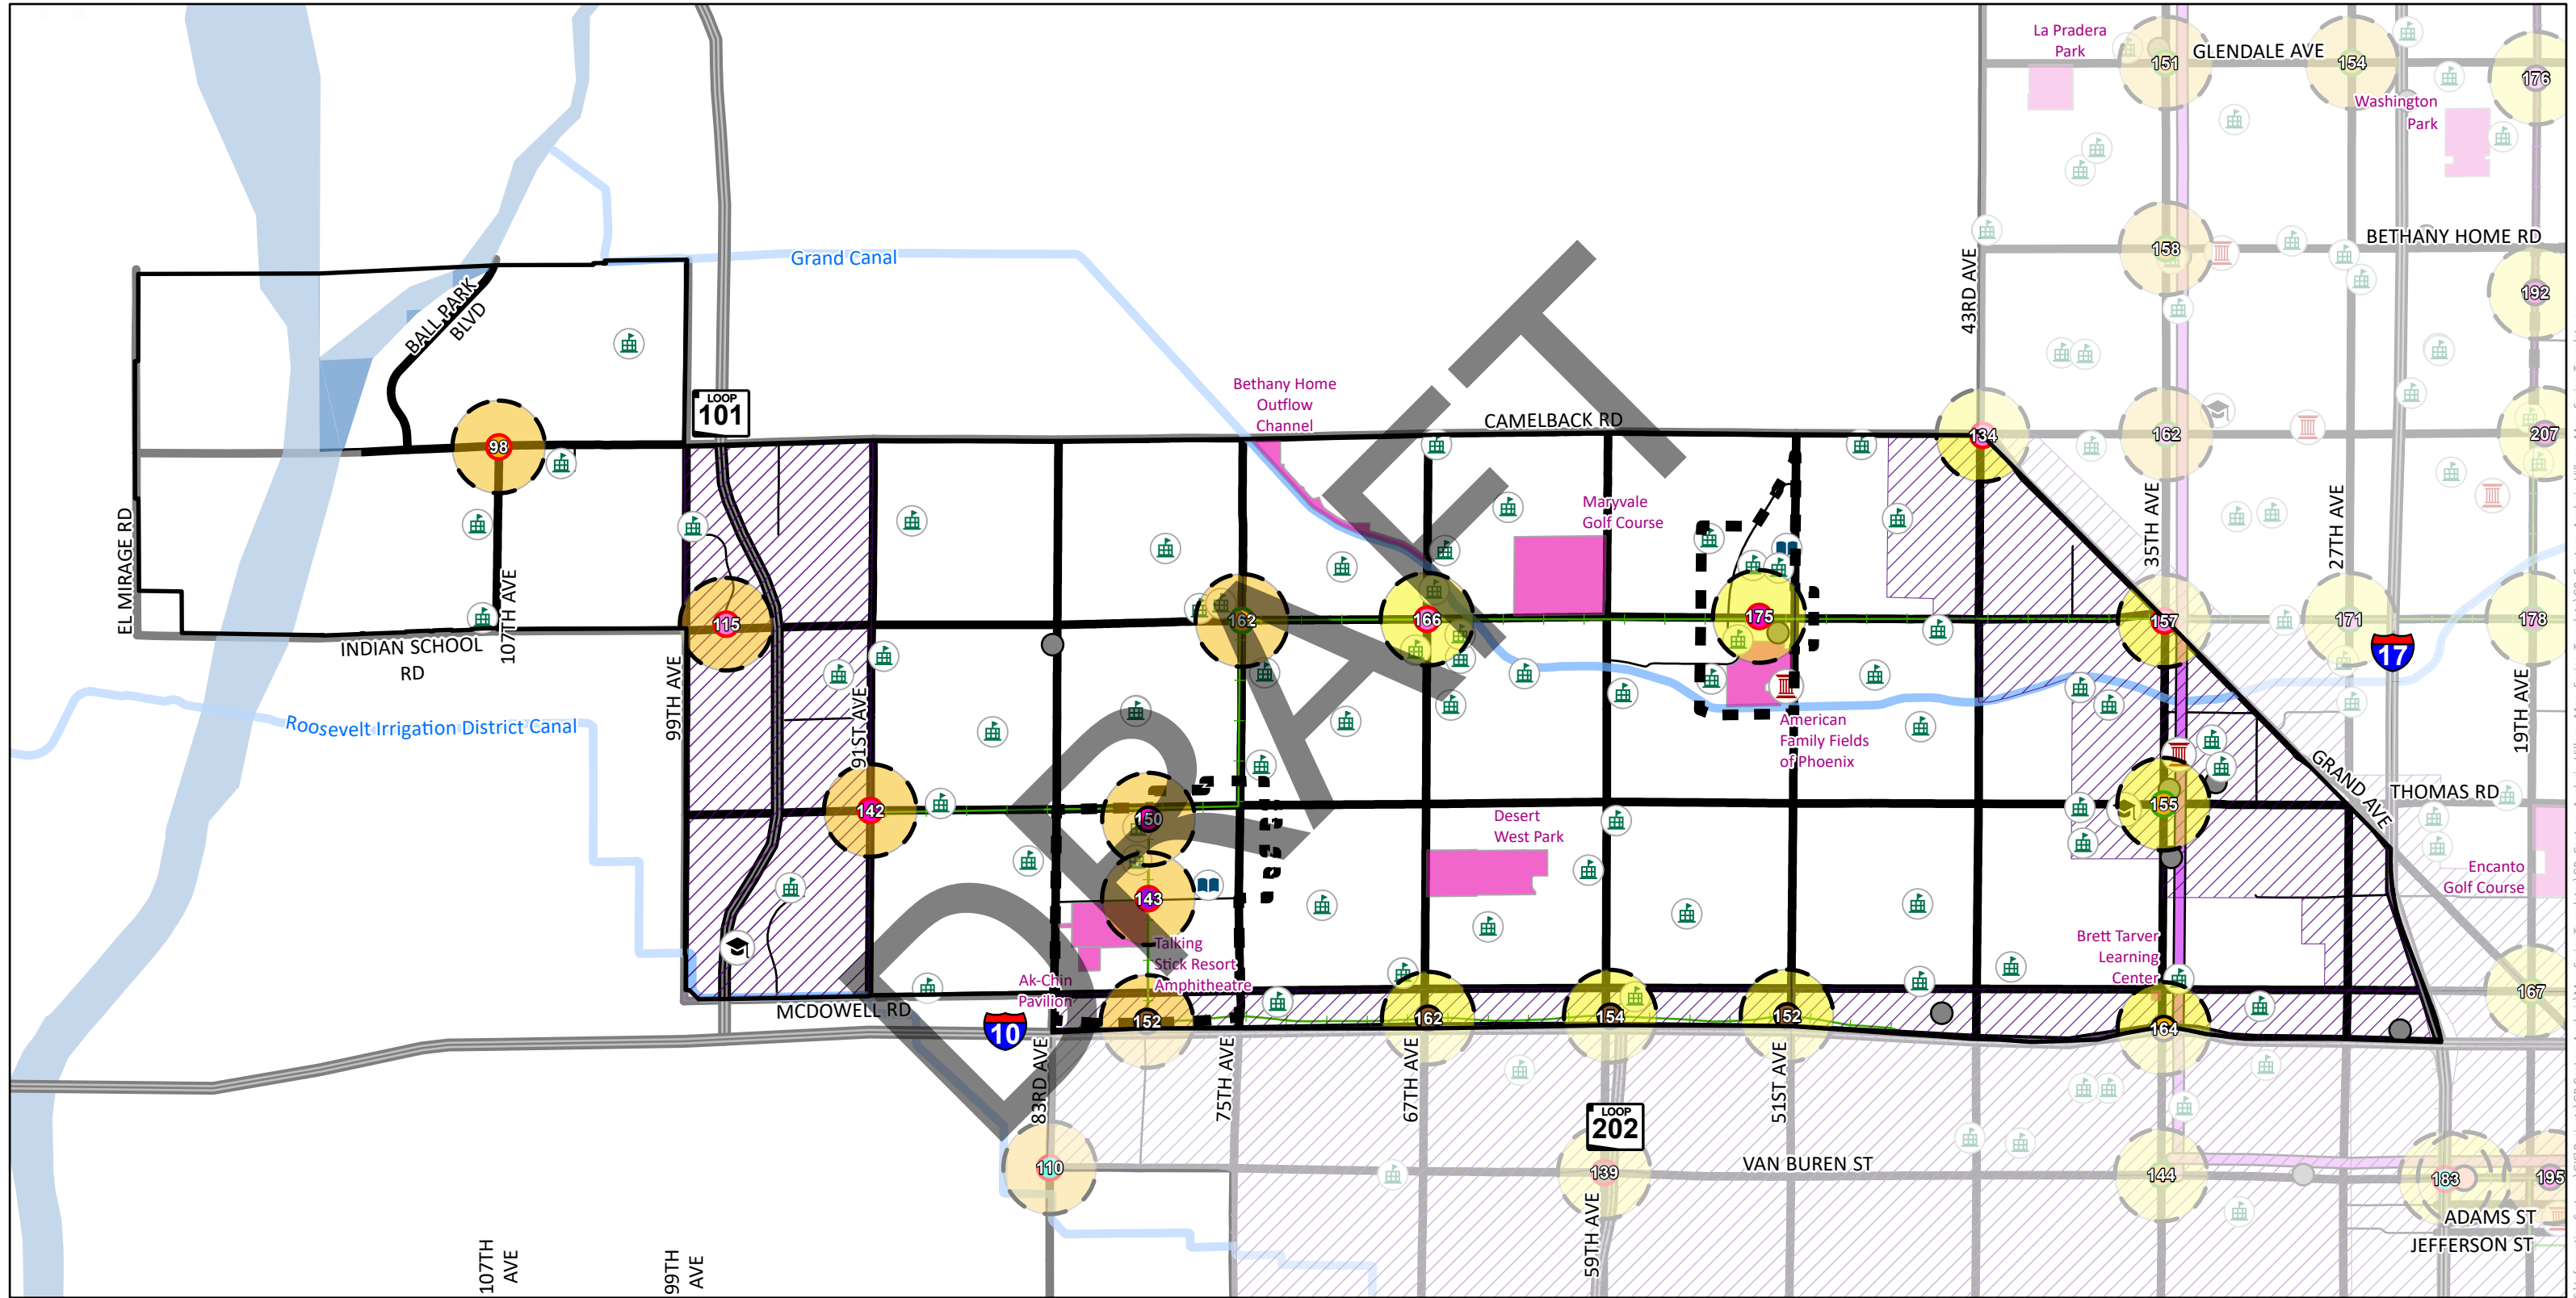 La Pradera
Park
151
GLENDALE AVE
154
176
Washington
Park
158
BETHANY HOME RD
192
Grand Canal
43RD AVE
BALL PARK
BLVD
Bethany Home
Outflow
Channel
LOOP
101
CAMELBACK RD
98
134
162
207
Maryvale
Golf Course
35TH AVE
27TH AVE
EL MIRAGE RD
107TH AVE
115
162
166
175
157
171
178
INDIAN SCHOOL
RD
17
99TH AVE
91ST AVE
19TH AVE
Roosevelt Irrigation District Canal
American
Family Fields
of Phoenix
GRAND AVE
THOMAS RD
142
150
155
Desert
West Park
Encanto
Golf Course
143
Talking
Stick Resort
Amphitheatre
Ak-Chin
Pavilion
Brett Tarver
Learning
Center
167
MCDOWELL RD
10
152
162
154
152
164
83RD AVE
75TH AVE
67TH AVE
51ST AVE
LOOP
202
110
139
VAN BUREN ST
144
183
195
59TH AVE
ADAMS ST
JEFFERSON ST
107TH
AVE
99TH
AVE
DRAFT